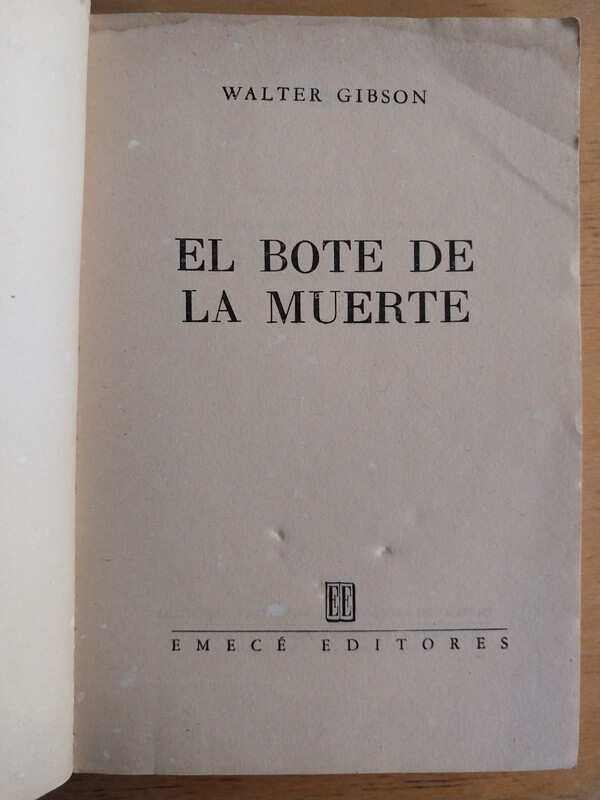 WALTER GIBSON
EL BOTE DE
LA MUERTE
EE
EMECÉ EDITORES